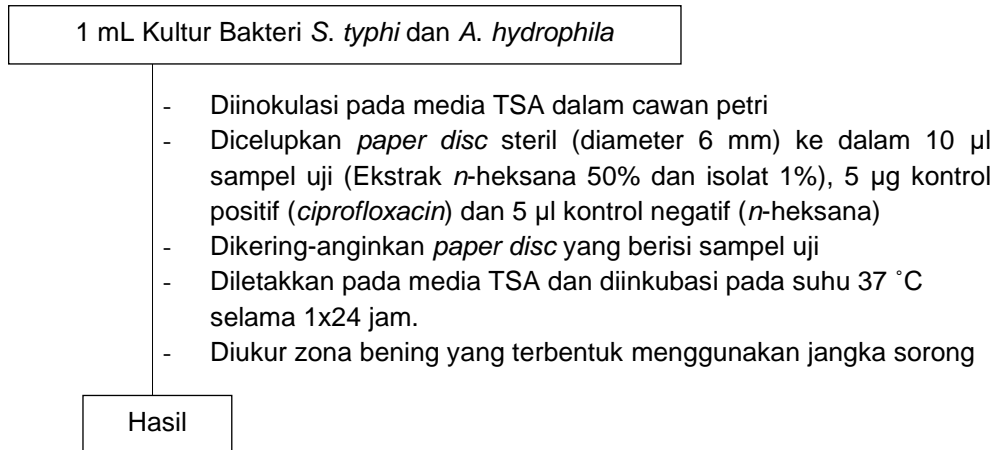 1 mL Kultur Bakteri S. typhi dan A. hydrophila
- Diinokulasi pada media TSA dalam cawan petri
- Dicelupkan paper disc steril (diameter 6 mm) ke dalam 10 µl
sampel uji (Ekstrak n-heksana 50% dan isolat 1%), 5 µg kontrol
positif (ciprofloxacin) dan 5 µl kontrol negatif (n-heksana)
- Dikering-anginkan paper disc yang berisi sampel uji
- Diletakkan pada media TSA dan diinkubasi pada suhu 37 ˚C
selama 1x24 jam.
- Diukur zona bening yang terbentuk menggunakan jangka sorong
Hasil